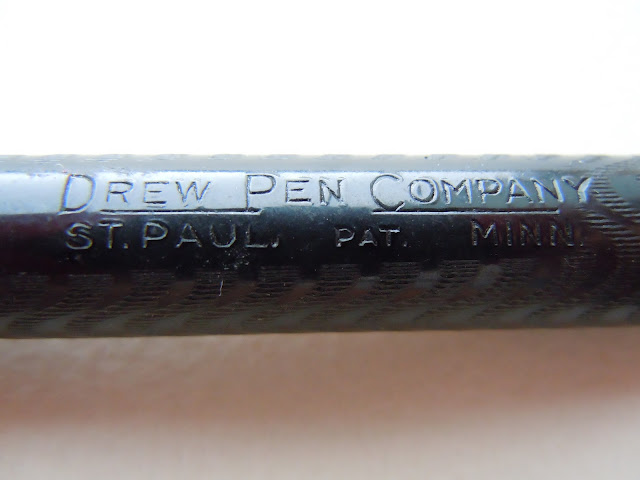 DREW PEN COMPANY
ST. PAUL, PAT. MINN.